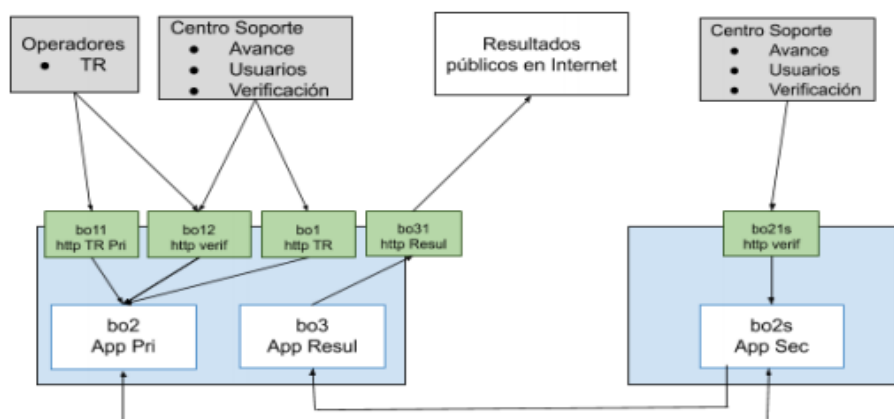 Operadores
● TR
Centro Soporte
● Avance
● Usuarios
● Verificación
Resultados
públicos en Internet
Centro Soporte
● Avance
● Usuarios
● Verificación
bo11
http TR Pri
bo12
http verif
bo1
http TR
bo31
http Resul
bo21s
http verif
bo2
App Pri
bo3
App Resul
bo2s
App Sec